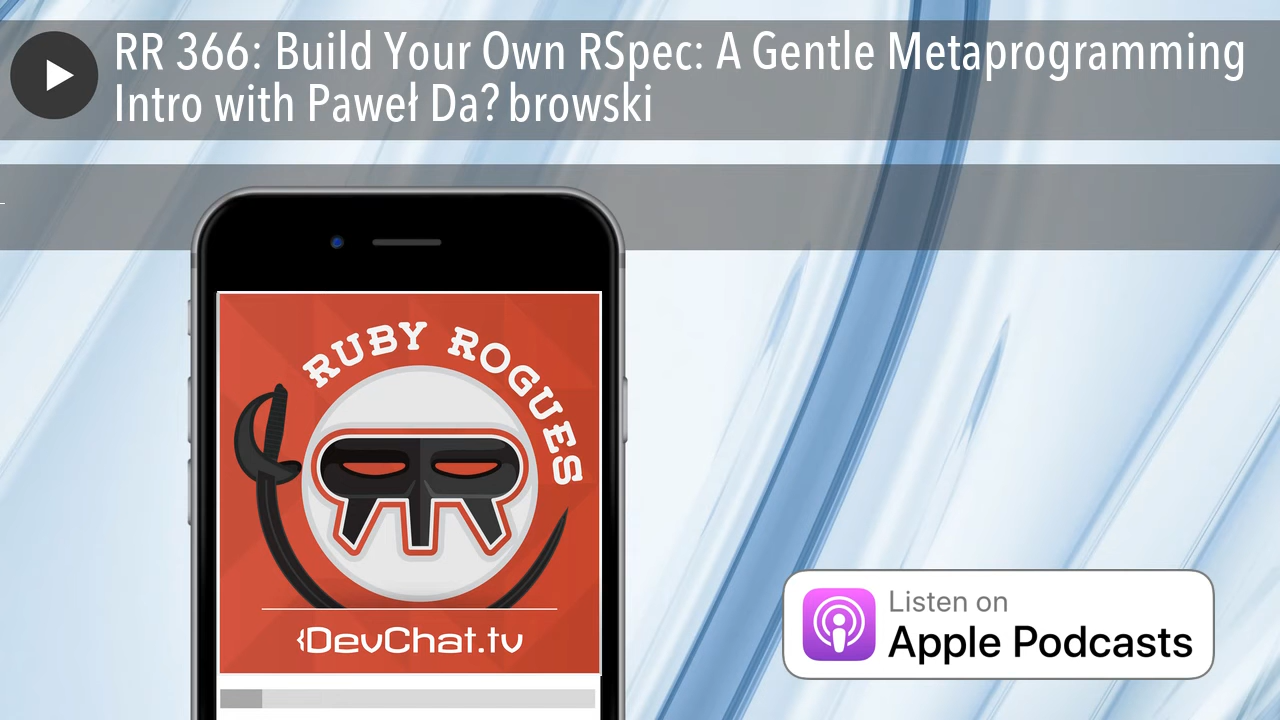 RR 366: Build Your Own RSpec: A Gentle Metaprogramming
Intro with Paweł Da? browski
RUBY ROGUES
{DevChat.tv
Listen on
Apple Podcasts